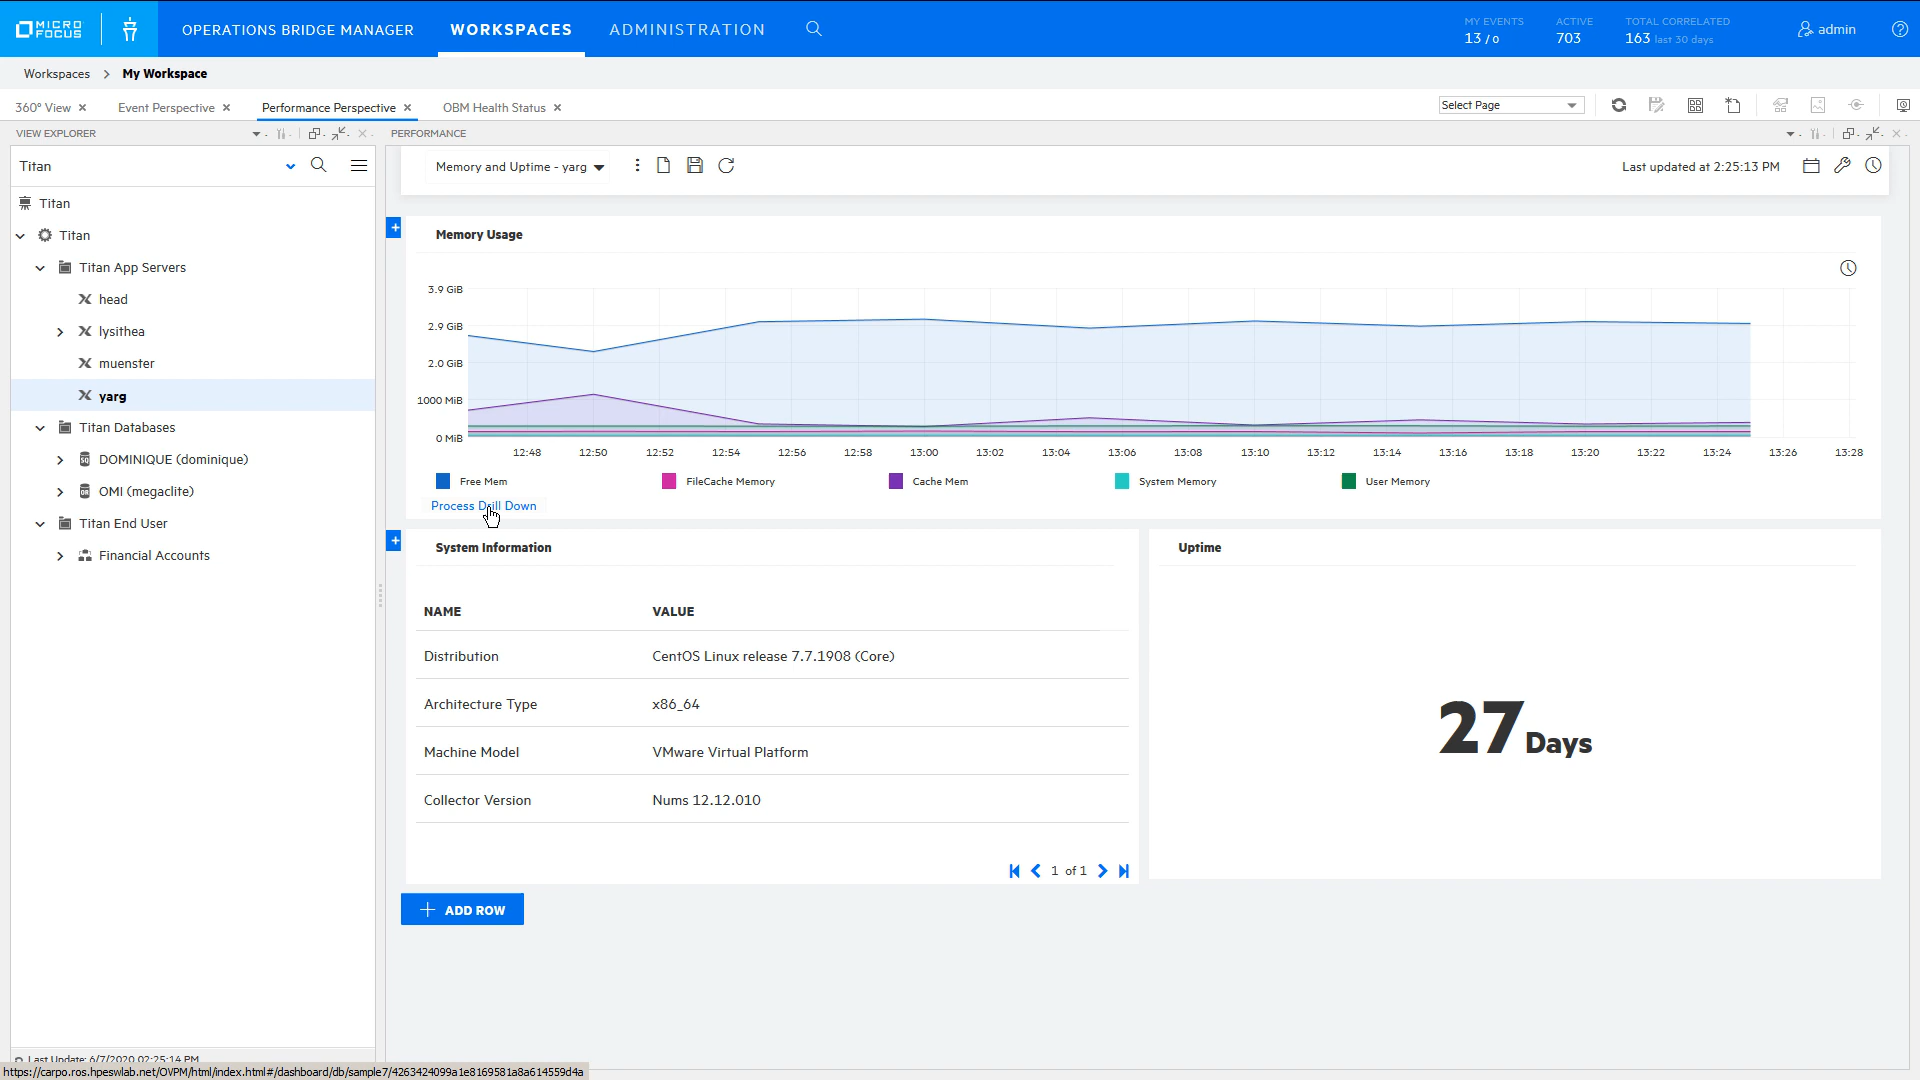 MICRO FOCUS
OPERATIONS BRIDGE MANAGER
WORKSPACES
ADMINISTRATION
MY EVENTS
13 / 0
ACTIVE
703
TOTAL CORRELATED
163 last 30 days
admin
Workspaces > My Workspace
360° View
Event Perspective
Performance Perspective
OBM Health Status
Select Page
VIEW EXPLORER
PERFORMANCE
Titan
Titan
Titan
Titan App Servers
head
lysithea
muenster
yarg
Titan Databases
DOMINIQUE (dominique)
OMI (megaclite)
Titan End User
Financial Accounts
Last Update: 6/7/2020 02:25:14 PM
Memory and Uptime - yarg
Last updated at 2:25:13 PM
Memory Usage
3.9 GiB
2.9 GiB
2.0 GiB
1000 MiB
0 MiB
12:48 12:50 12:52 12:54 12:56 12:58 13:00 13:02 13:04 13:06 13:08 13:10 13:12 13:14 13:16 13:18 13:20 13:22 13:24 13:26 13:28
Free Mem FileCache Memory Cache Mem System Memory User Memory
Process Drill Down
System Information
NAME VALUE
Distribution CentOS Linux release 7.7.1908 (Core)
Architecture Type x86_64
Machine Model VMware Virtual Platform
Collector Version Nums 12.12.010
1 of 1
Uptime
27 Days
+ ADD ROW
https://carpo.ros.hpeswlab.net/OVPM/html/index.html#/dashboard/db/sample7/4263424099a1e8169581a8a614559d4a